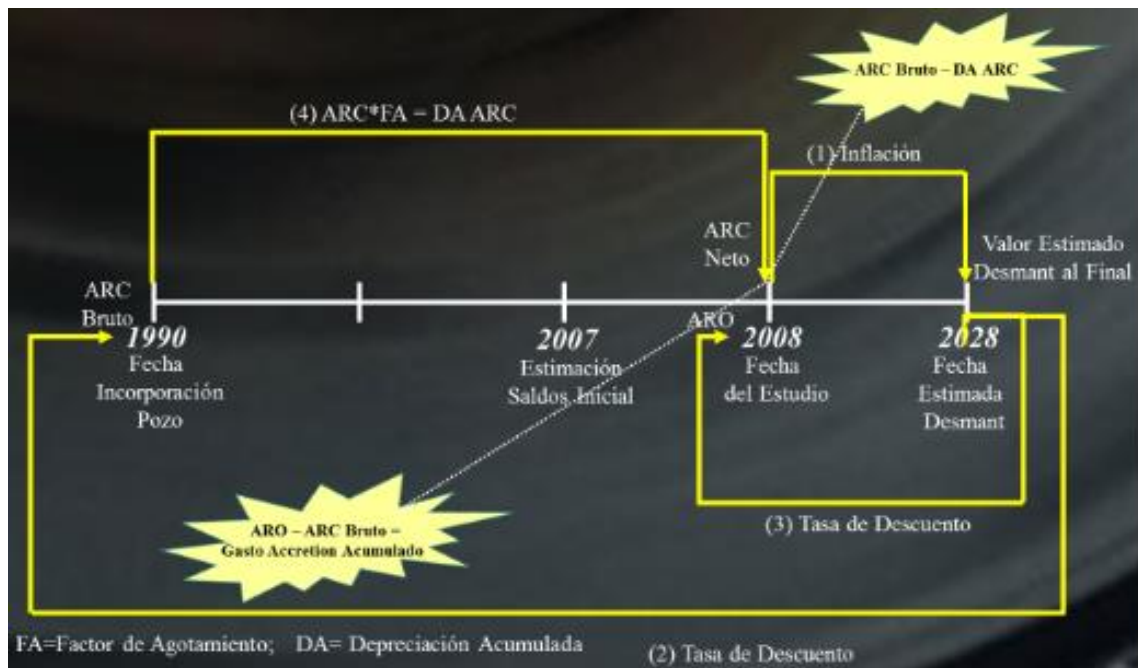 ARC Bruto – DA ARC
(4) ARC*FA = DA ARC
(1) Inflación
ARC
Neto
Valor Estimado
Desmant al Final
ARC
Bruto
ARO
1990
Fecha
Incorporación
Pozo
2007
Estimación
Saldos Inicial
2008
Fecha
del Estudio
2028
Fecha
Estimada
Desmant
(3) Tasa de Descuento
ARO – ARC Bruto =
Gasto Accretion Acumulado
FA=Factor de Agotamiento; DA= Depreciación Acumulada
(2) Tasa de Descuento